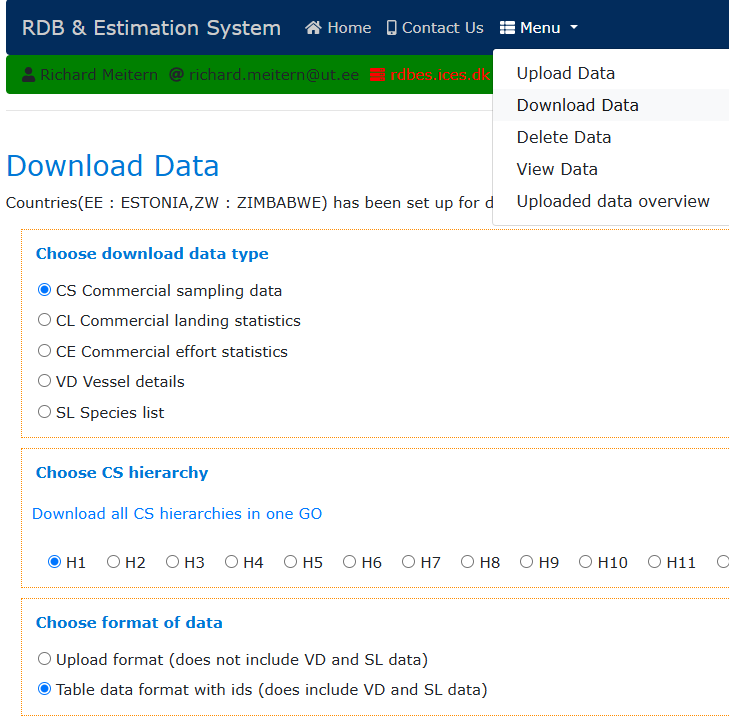 RDB & Estimation System Home Contact Us Menu
Richard Meitern @ richard.meitern@ut.ee rdbes.ices.dk
Upload Data
Download Data
Delete Data
View Data
Uploaded data overview
Download Data
Countries(EE : ESTONIA,ZW : ZIMBABWE) has been set up for d
Choose download data type
CS Commercial sampling data
CL Commercial landing statistics
CE Commercial effort statistics
VD Vessel details
SL Species list
Choose CS hierarchy
Download all CS hierarchies in one GO
H1 H2 H3 H4 H5 H6 H7 H8 H9 H10 H11
Choose format of data
Upload format (does not include VD and SL data)
Table data format with ids (does include VD and SL data)